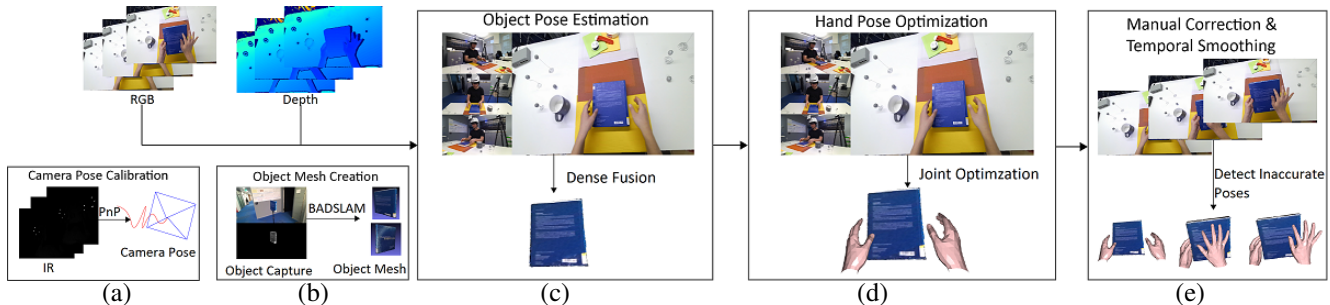 RGB
Depth
Camera Pose Calibration
PnP
IR
Camera Pose
(a)
Object Mesh Creation
BADSLAM
Object Capture
Object Mesh
(b)
Object Pose Estimation
Dense Fusion
(c)
Hand Pose Optimization
Joint Optimzation
(d)
Manual Correction &
Temporal Smoothing
Detect Inaccurate
Poses
(e)